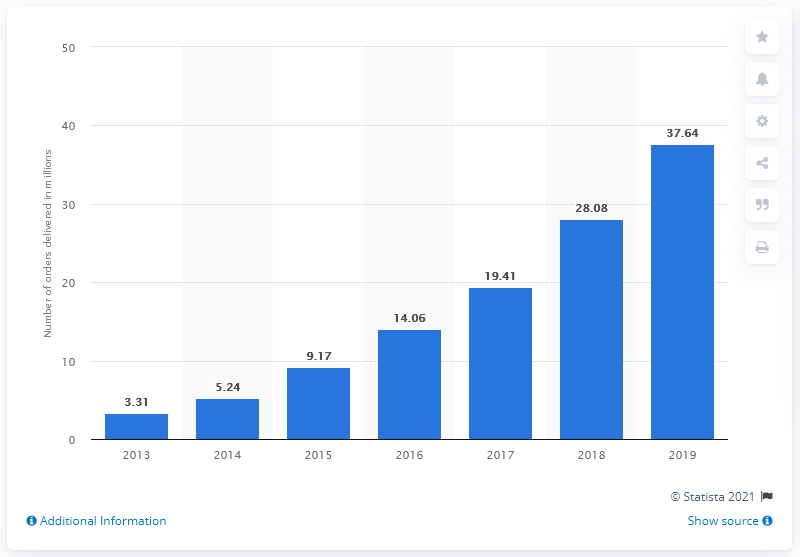 50
40
30
20
10
0
Number of orders delivered in millions
3.31
5.24
9.17
14.06
19.41
28.08
37.64
2013 2014 2015 2016 2017 2018 2019
© Statista 2021
Additional Information
Show source